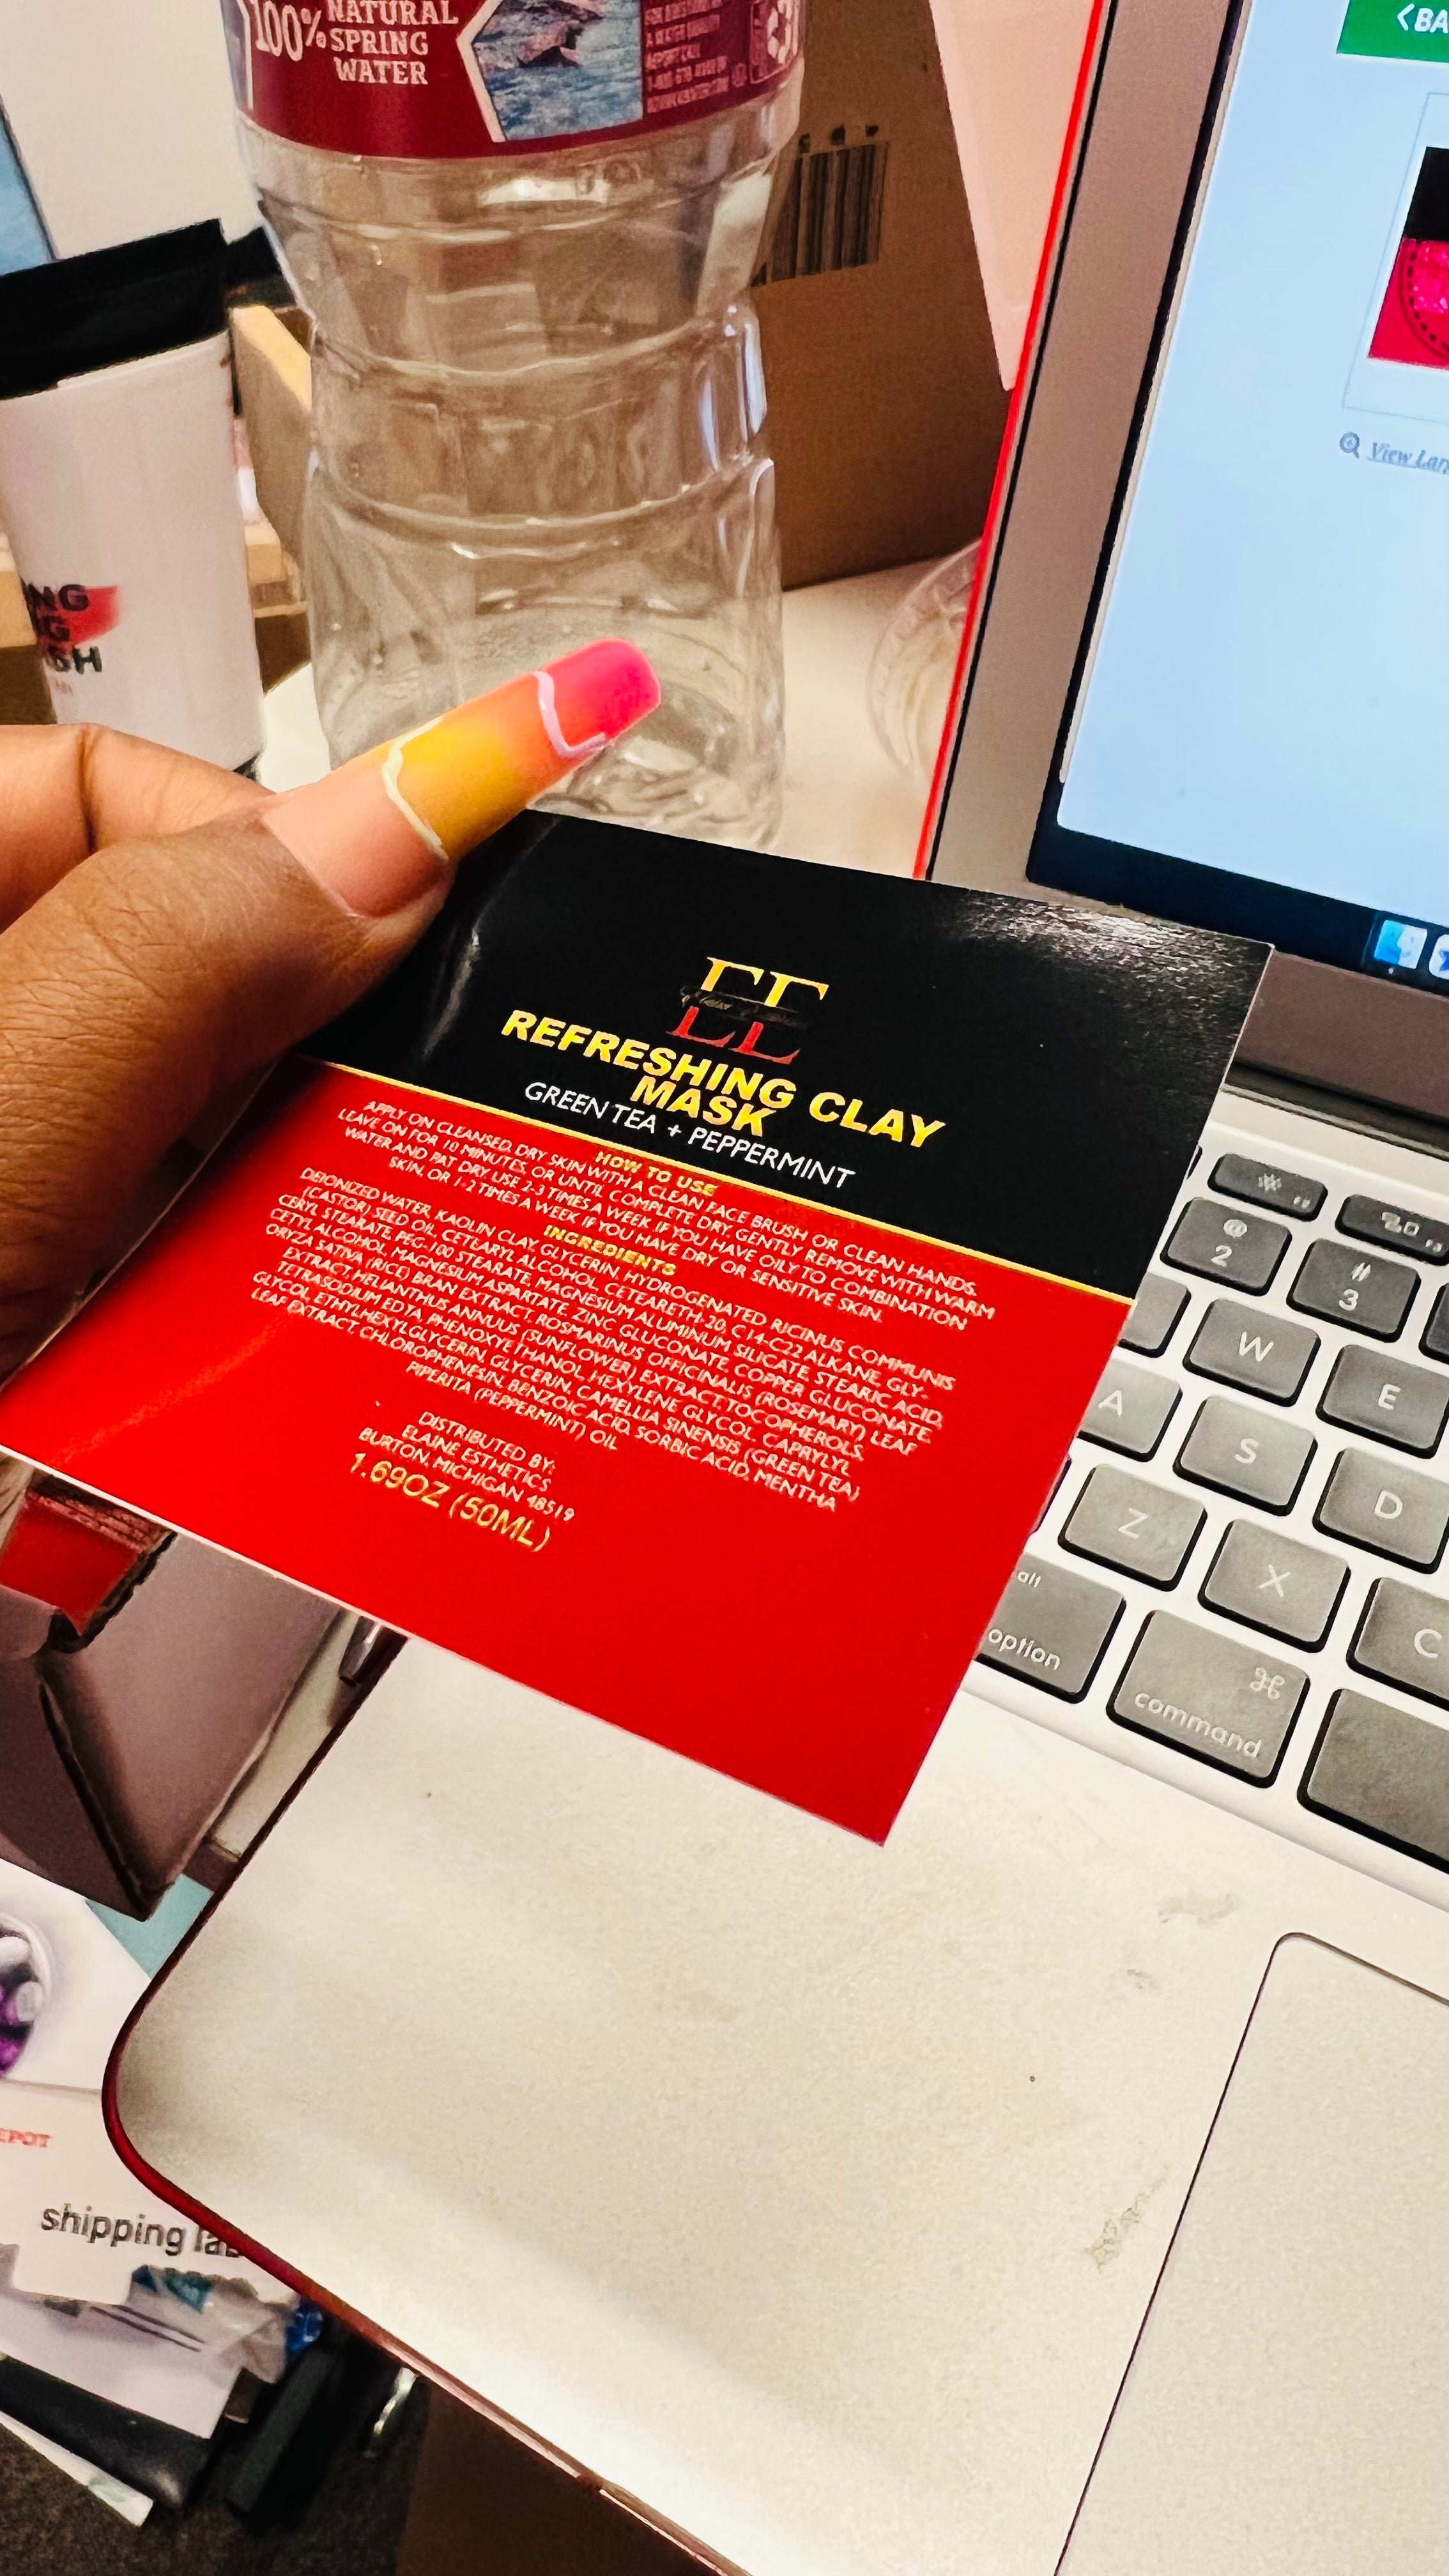 100% NATURAL
SPRING
WATER
<BA
View Lar
NG
G
SH
EE
REFRESHING CLAY
MASK
GREEN TEA + PEPPERMINT
HOW TO USE
APPLY ON CLEANSED, DRY SKIN WITH A CLEAN FACE BRUSH OR CLEAN HANDS.
LEAVE ON FOR 10 MINUTES, OR UNTIL COMPLETE DRY. GENTLY REMOVE WITH WARM
WATER AND PAT DRY. USE 2-3 TIMES A WEEK IF YOU HAVE OILY TO COMBINATION
SKIN, OR 1-2 TIMES A WEEK IF YOU HAVE DRY OR SENSITIVE SKIN.
INGREDIENTS
DEIONIZED WATER, KAOLIN CLAY, GLYCERIN, HYDROGENATED RICINUS COMMUNIS
(CASTOR) SEED OIL, CETLARYL ALCOHOL, CETEARETH-20, C14-C22 ALKANE GLY-
CERYL STEARATE, PEG-100 STEARATE, MAGNESIUM ALUMINUM SILICATE, STEARIC ACID,
CETYL ALCOHOL, MAGNESIUM ASPARTATE, ZINC GLUCONATE, COPPER GLUCONATE,
ORYZA SATIVA (RICE) BRAN EXTRACT, ROSMARINUS OFFICINALIS (ROSEMARY) LEAF
EXTRACT, HELIANTHUS ANNUUS (SUNFLOWER) EXTRACT, TOCOPHEROLS,
TETRASODIUM EDTA, PHENOXYETHANOL, HEXYLENE GLYCOL, CAPRYLYL
GLYCOL, ETHYLHEXYLGLYCERIN, GLYCERIN, CAMELLIA SINENSIS (GREEN TEA)
LEAF EXTRACT, CHLOROPHENESIN, BENZOIC ACID, SORBIC ACID, MENTHA
PIPERITA (PEPPERMINT) OIL
DISTRIBUTED BY:
ELAINE ESTHETICS
BURTON, MICHIGAN 48519
1.69OZ (50ML)
@
2
#
3
W
E
A
S
D
Z
X
C
alt
option
⌘
command
EPOT
shipping la